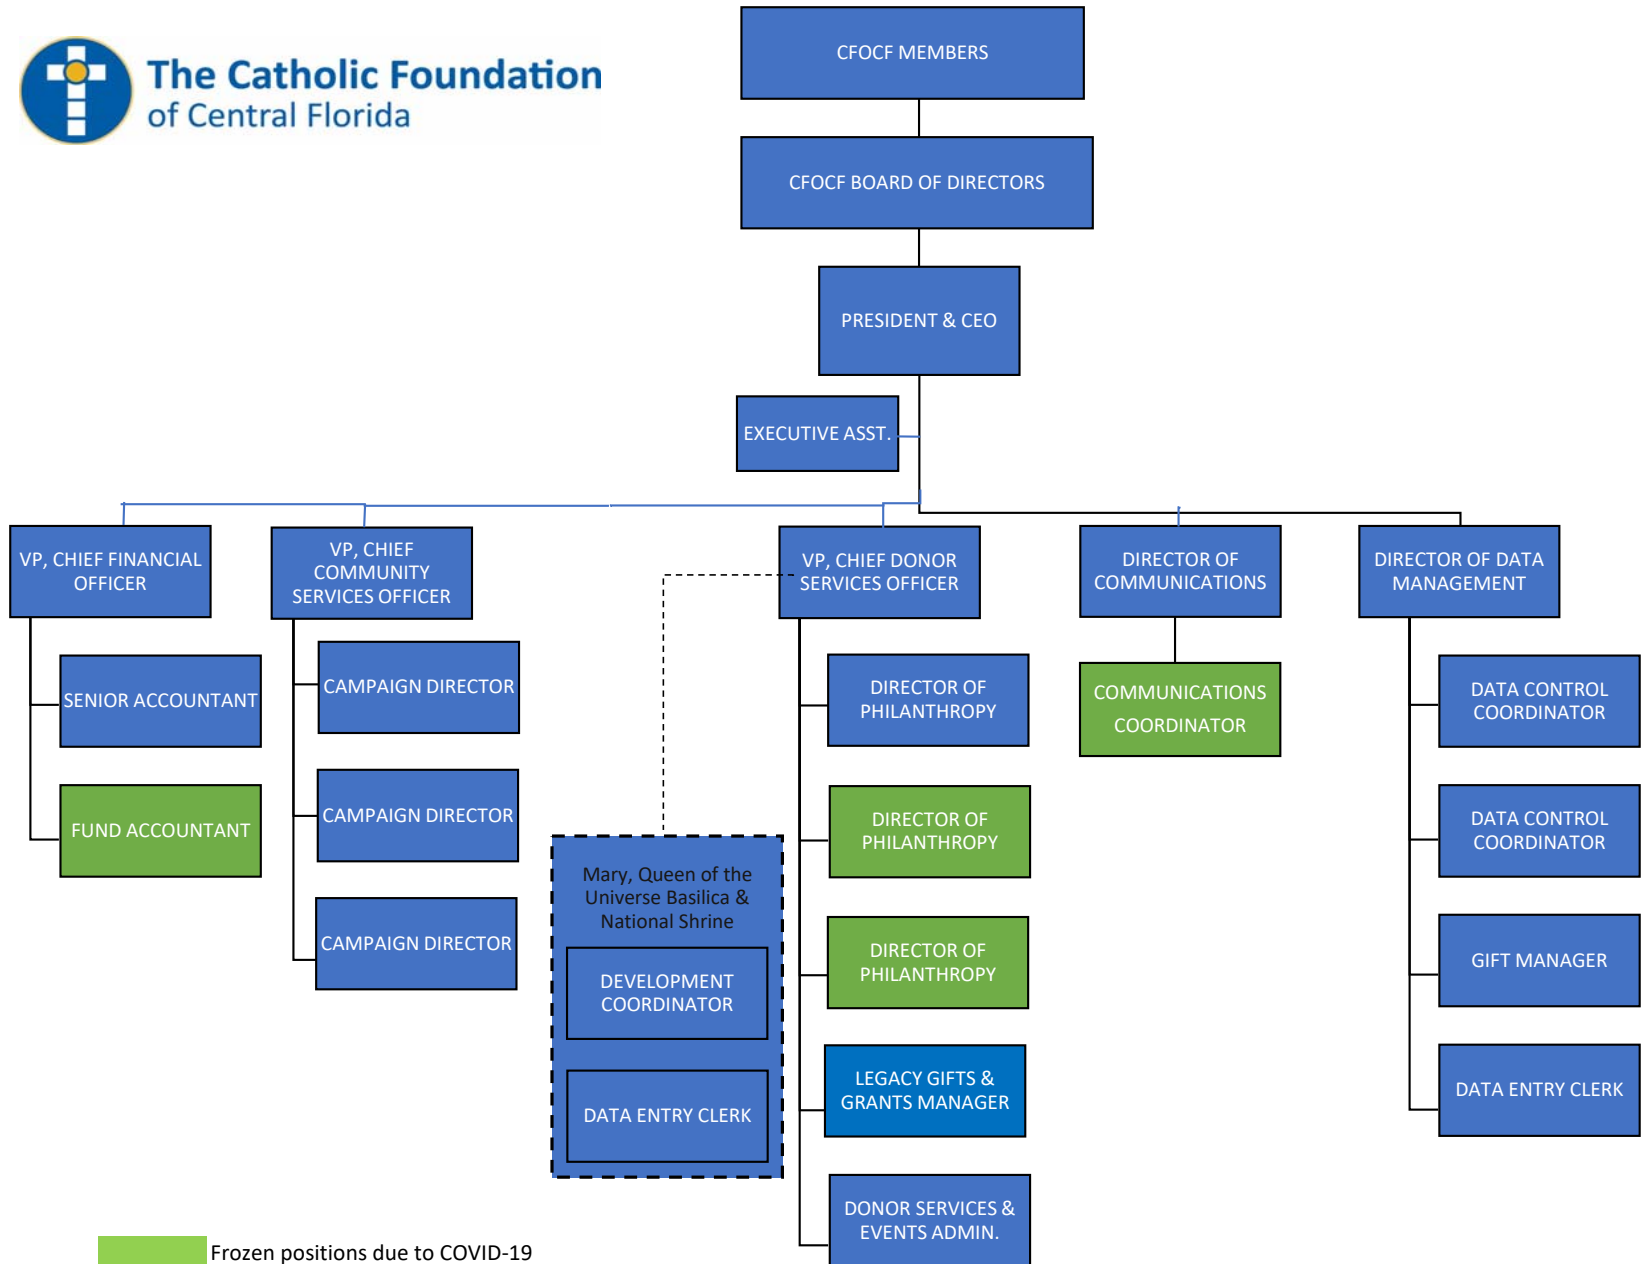 The Catholic Foundation
of Central Florida
CFOCF MEMBERS
CFOCF BOARD OF DIRECTORS
PRESIDENT & CEO
EXECUTIVE ASST.
VP, CHIEF FINANCIAL
OFFICER
SENIOR ACCOUNTANT
FUND ACCOUNTANT
VP, CHIEF
COMMUNITY
SERVICES OFFICER
CAMPAIGN DIRECTOR
CAMPAIGN DIRECTOR
CAMPAIGN DIRECTOR
VP, CHIEF DONOR
SERVICES OFFICER
Mary, Queen of the
Universe Basilica &
National Shrine
DEVELOPMENT
COORDINATOR
DATA ENTRY CLERK
DIRECTOR OF
PHILANTHROPY
DIRECTOR OF
PHILANTHROPY
DIRECTOR OF
PHILANTHROPY
LEGACY GIFTS &
GRANTS MANAGER
DONOR SERVICES &
EVENTS ADMIN.
DIRECTOR OF
COMMUNICATIONS
COMMUNICATIONS
COORDINATOR
DIRECTOR OF DATA
MANAGEMENT
DATA CONTROL
COORDINATOR
DATA CONTROL
COORDINATOR
GIFT MANAGER
DATA ENTRY CLERK
Frozen positions due to COVID-19